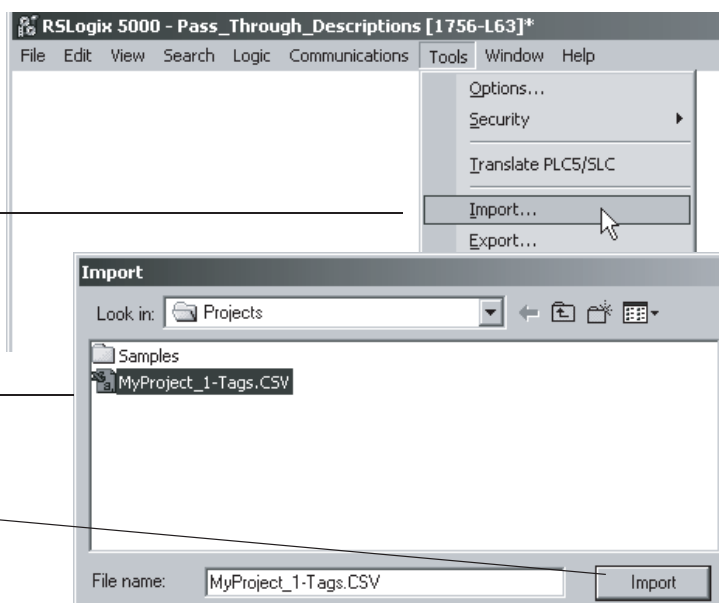 RSLogix 5000 - Pass_Through_Descriptions [1756-L63]*
File Edit View Search Logic Communications Tools Window Help
Options...
Security
Translate PLC5/SLC
Import...
Export...
Import
Look in: Projects
Samples
MyProject_1-Tags.CSV
File name: MyProject_1-Tags.CSV Import